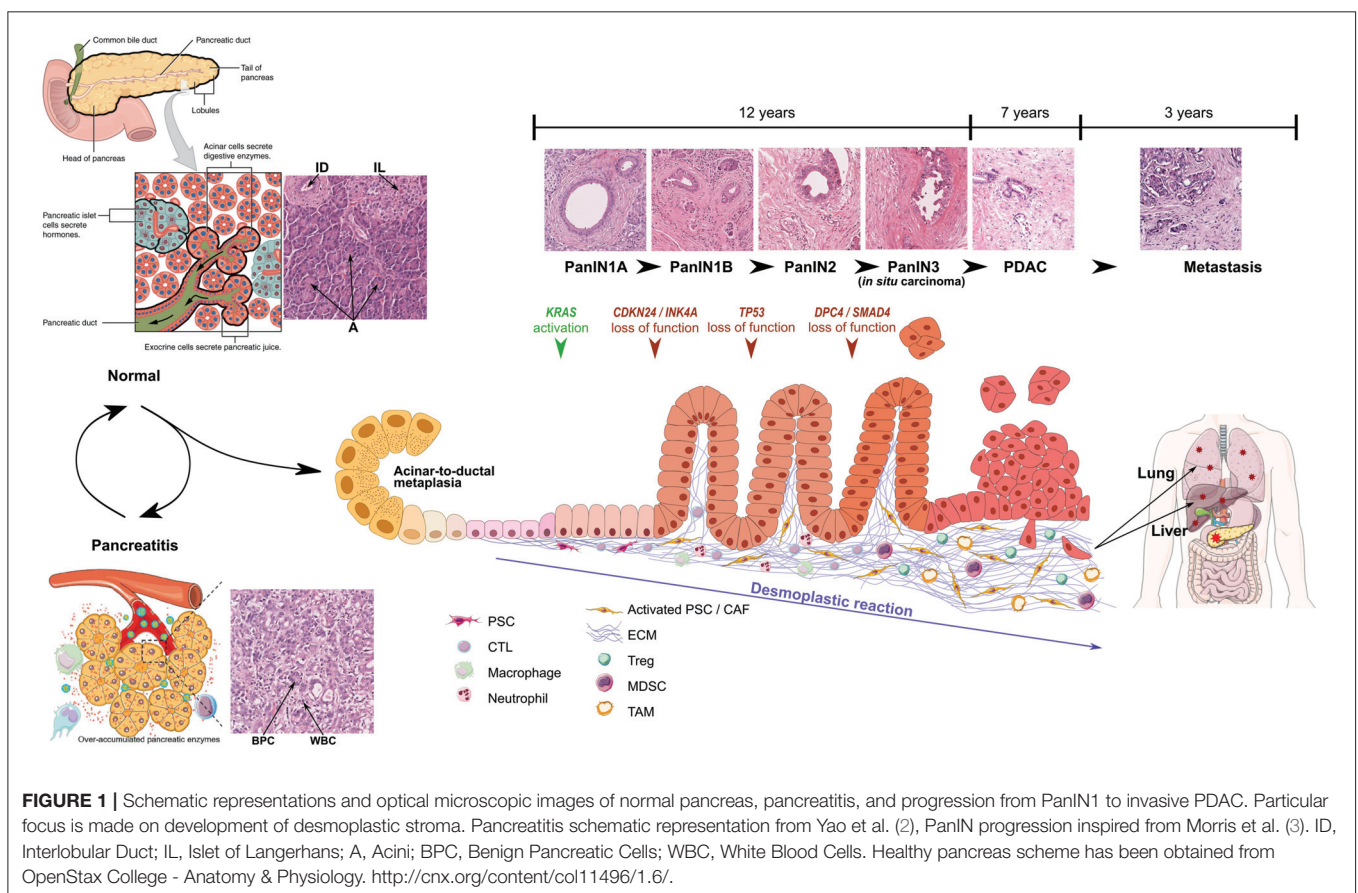 Common bile duct
Pancreatic duct
Tail of
pancreas
Lobules
Head of pancreas
Acinar cells secrete
digestive enzymes.
ID
IL
Pancreatic islet
cells secrete
hormones.
Pancreatic duct
A
Exocrine cells secrete pancreatic juice.
12 years
7 years
3 years
PanIN1A
PanIN1B
PanIN2
PanIN3
(in situ carcinoma)
PDAC
Metastasis
KRAS
activation
CDKN24 / INK4A
loss of function
TP53
loss of function
DPC4 / SMAD4
loss of function
Normal
Acinar-to-ductal
metaplasia
Pancreatitis
Lung
Liver
Desmoplastic reaction
PSC
CTL
Macrophage
Neutrophil
Activated PSC / CAF
ECM
Treg
MDSC
TAM
Over-accumulated pancreatic enzymes
BPC
WBC
FIGURE 1 | Schematic representations and optical microscopic images of normal pancreas, pancreatitis, and progression from PanIN1 to invasive PDAC. Particular
focus is made on development of desmoplastic stroma. Pancreatitis schematic representation from Yao et al. (2), PanIN progression inspired from Morris et al. (3). ID,
Interlobular Duct; IL, Islet of Langerhans; A, Acini; BPC, Benign Pancreatic Cells; WBC, White Blood Cells. Healthy pancreas scheme has been obtained from
OpenStax College - Anatomy & Physiology. http://cnx.org/content/col11496/1.6/.